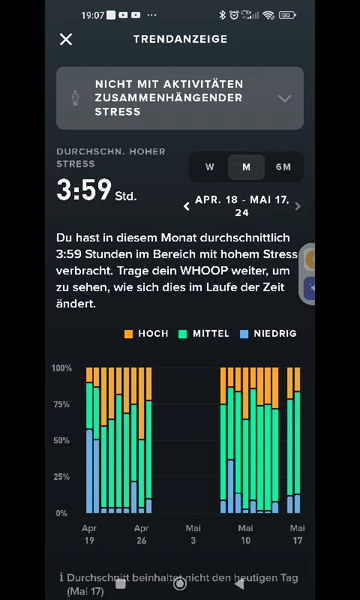 19:07
TRENDANZEIGE
NICHT MIT AKTIVITÄTEN
ZUSAMMENHÄNGENDER
STRESS
DURCHSCHN. HOHER
STRESS
3:59 Std.
W M 6M
APR. 18 - MAI 17,
24
Du hast in diesem Monat durchschnittlich
3:59 Stunden im Bereich mit hohem Stress
verbracht. Trage dein WHOOP weiter, um
zu sehen, wie sich dies im Laufe der Zeit
ändert.
HOCH MITTEL NIEDRIG
100%
75%
50%
25%
0%
Apr Apr Mai Mai Mai
19 26 3 10 17
Durchschnitt beinhaltet nicht den heutigen Tag
(Mai 17)